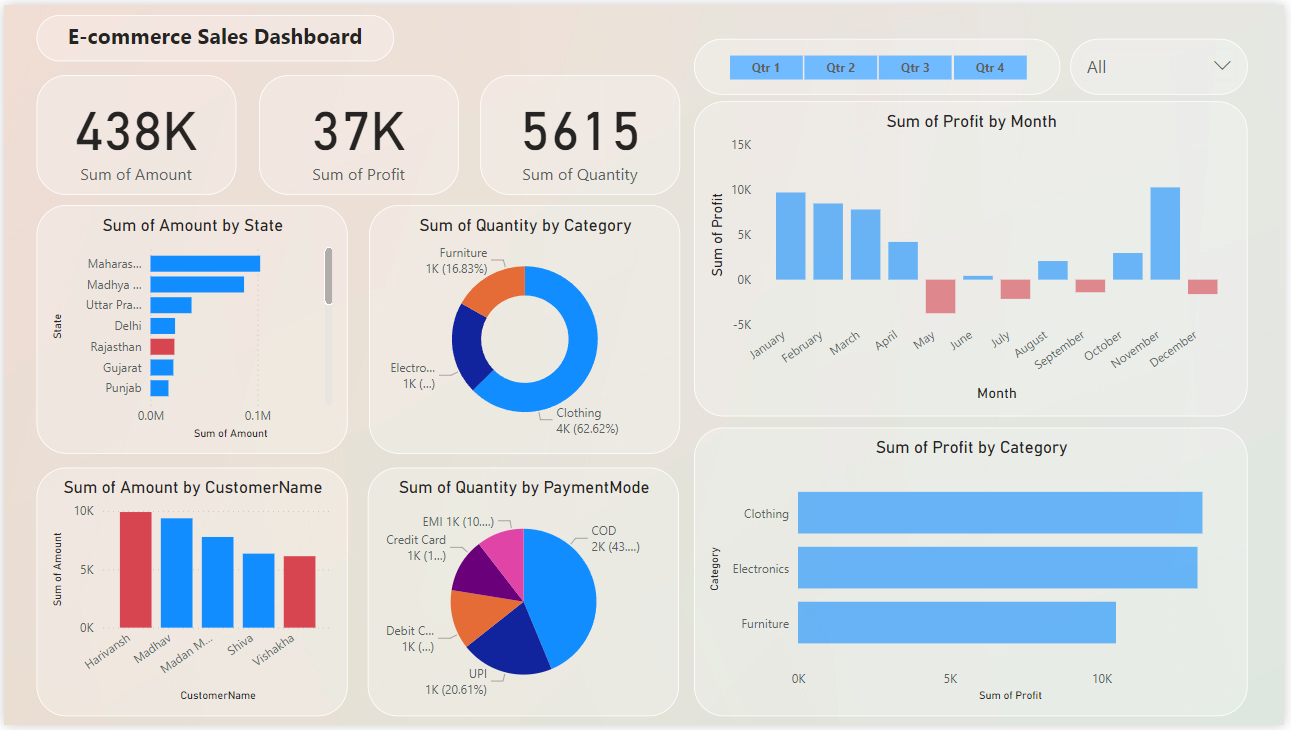 E-commerce Sales Dashboard
Qtr 1
Qtr 2
Qtr 3
Qtr 4
All
438K
Sum of Amount
37K
Sum of Profit
5615
Sum of Quantity
Sum of Amount by State
State
Maharas...
Madhya ...
Uttar Pra...
Delhi
Rajasthan
Gujarat
Punjab
0.0M
0.1M
Sum of Amount
Sum of Quantity by Category
Furniture
1K (16.83%)
Electro...
1K (...)
Clothing
4K (62.62%)
Sum of Profit by Month
Sum of Profit
15K
10K
5K
0K
-5K
January
February
March
April
May
June
July
August
September
October
November
December
Month
Sum of Amount by CustomerName
Sum of Amount
10K
5K
0K
Harivansh
Madhav
Madan M...
Shiva
Vishakha
CustomerName
Sum of Quantity by PaymentMode
EMI 1K (10....)
Credit Card
1K (1...)
Debit C...
1K (...)
UPI
1K (20.61%)
COD
2K (43....)
Sum of Profit by Category
Category
Clothing
Electronics
Furniture
0K
5K
10K
Sum of Profit